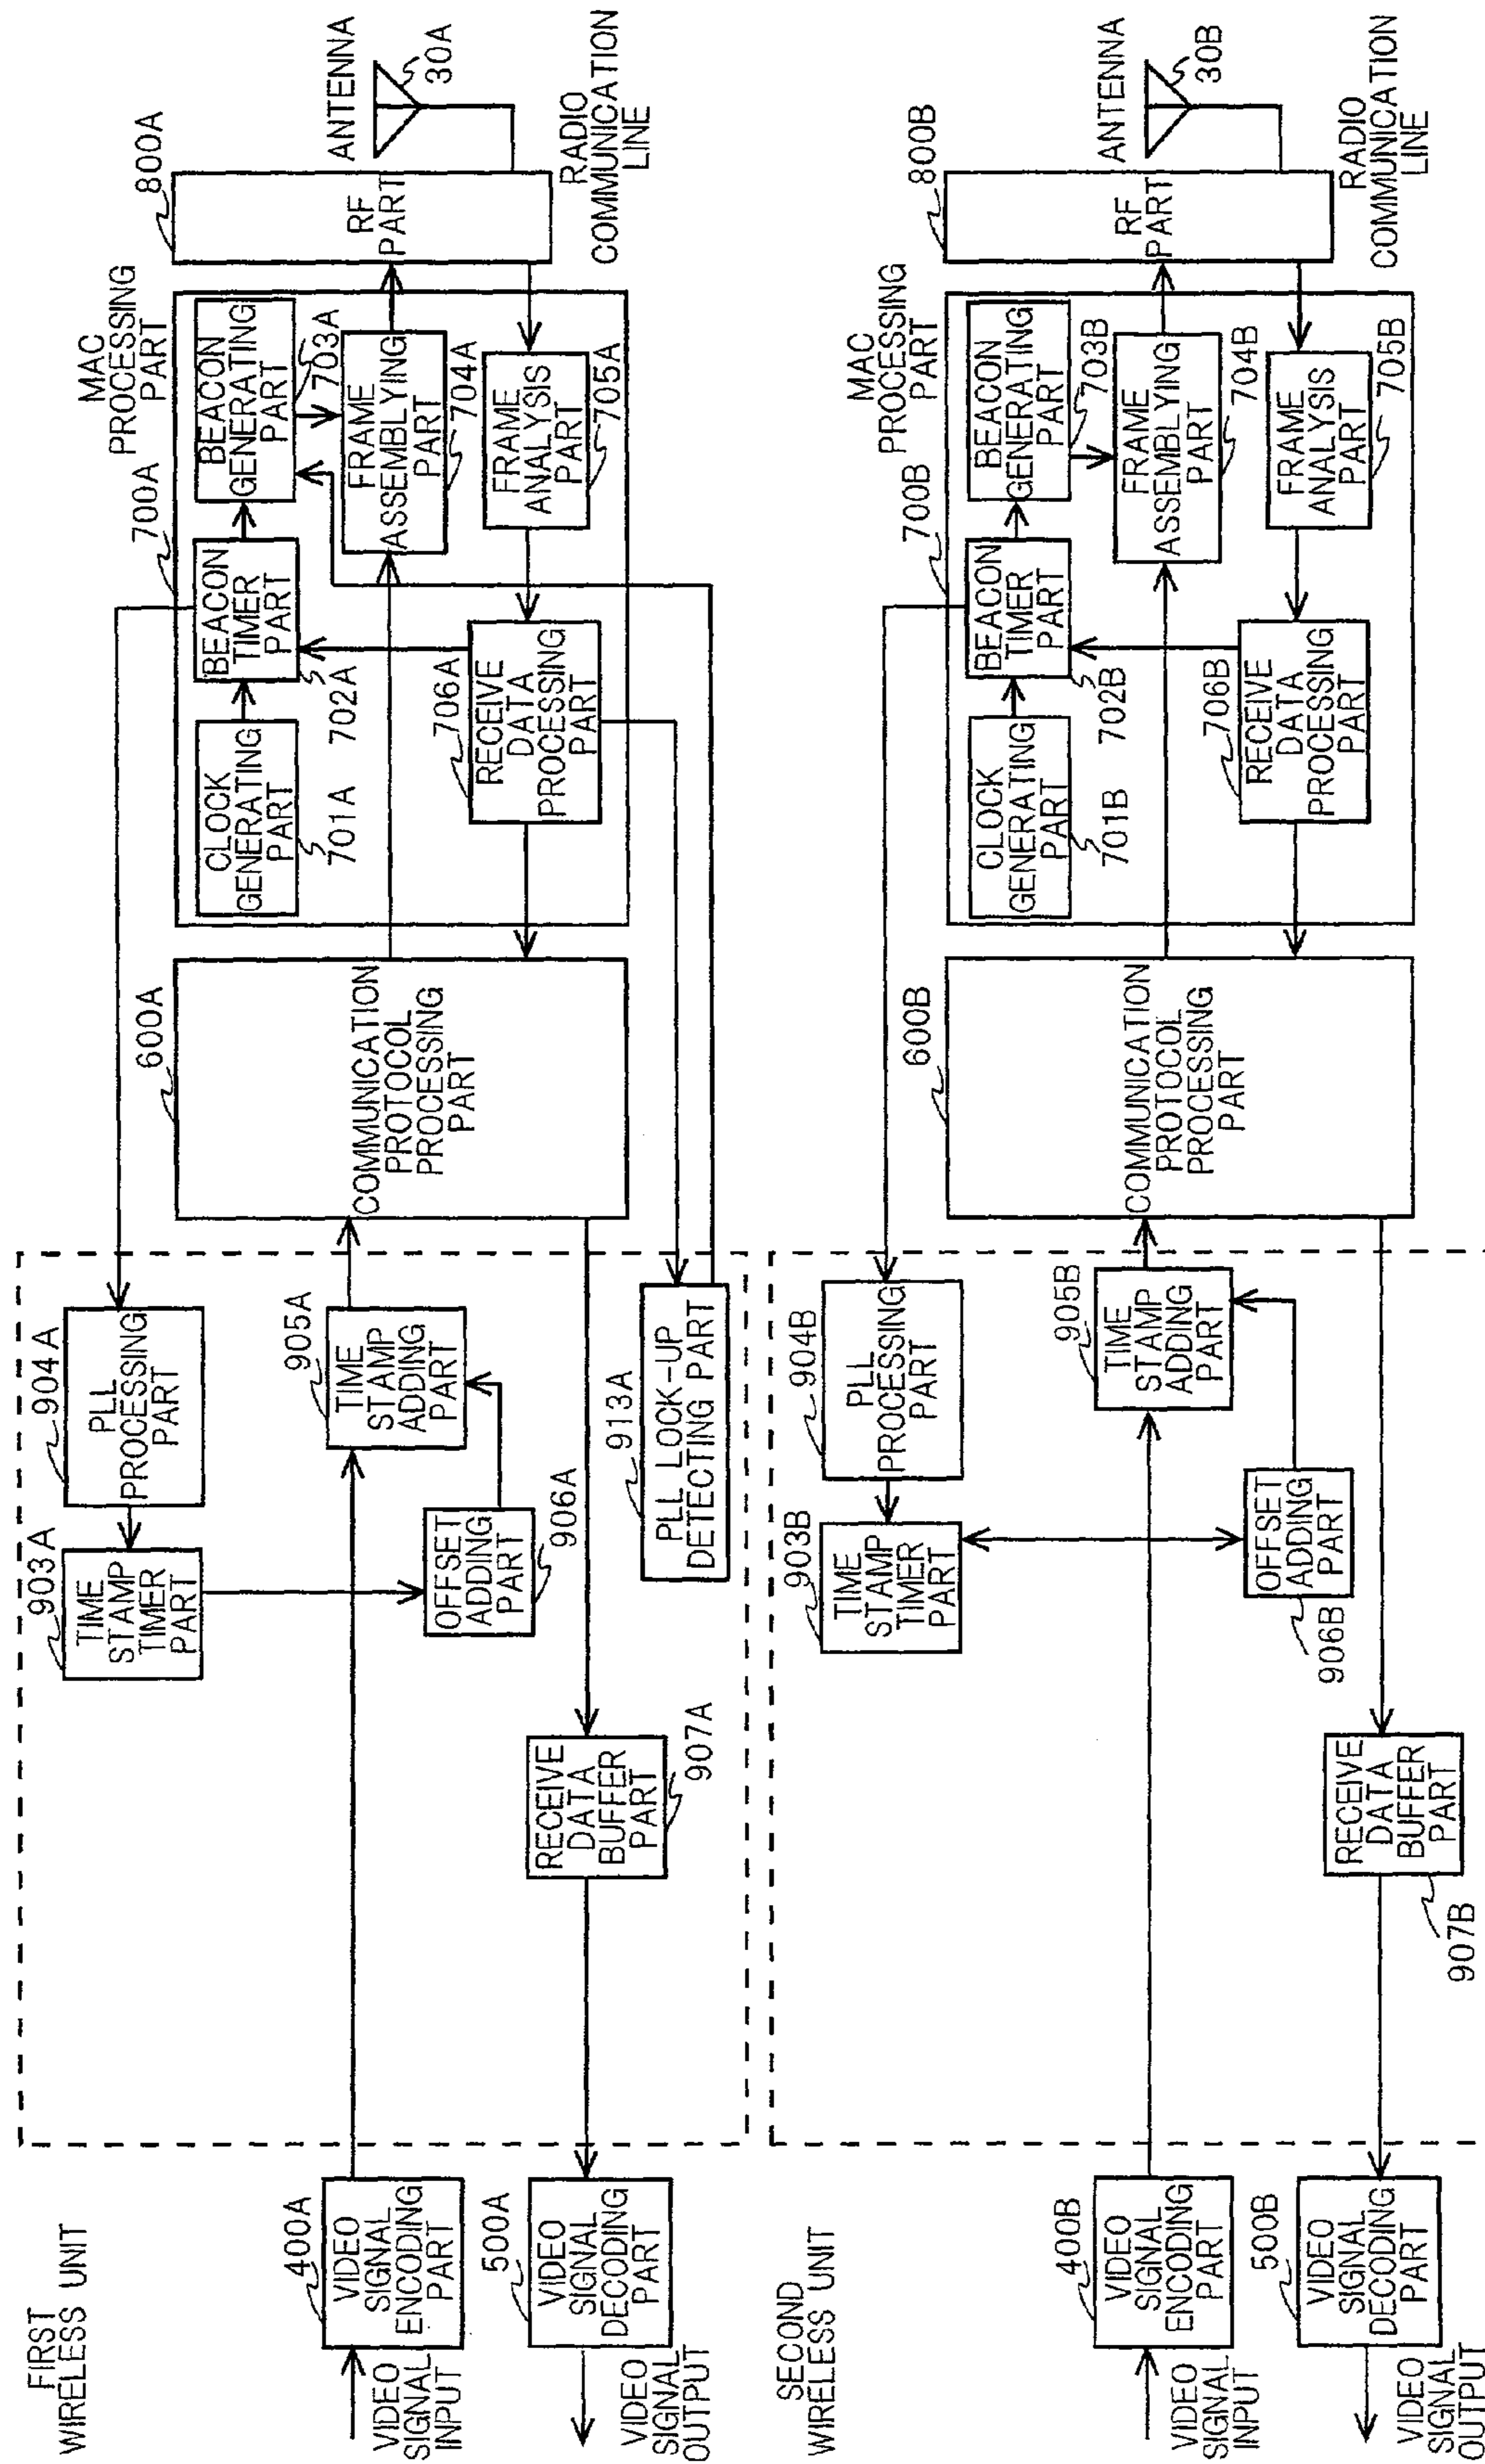 FIRST
WIRELESS UNIT
VIDEO
SIGNAL
INPUT
400A
VIDEO
SIGNAL
ENCODING
PART
500A
VIDEO
SIGNAL
DECODING
PART
VIDEO
SIGNAL
OUTPUT
903A
TIME
STAMP
TIMER
PART
904A
PLL
PROCESSING
PART
905A
TIME
STAMP
ADDING
PART
OFFSET
ADDING
PART
906A
RECEIVE
DATA
BUFFER
PART
907A
913A
PLL LOCK-UP
DETECTING PART
600A
COMMUNICATION
PROTOCOL
PROCESSING
PART
700A
MAC
PROCESSING
PART
CLOCK
GENERATING
PART
701A
BEACON
TIMER
PART
702A
BEACON
GENERATING
PART
703A
FRAME
ASSEMBLYING
PART
704A
FRAME
ANALYSIS
PART
705A
706A
RECEIVE
DATA
PROCESSING
PART
800A
RF
PART
ANTENNA
30A
RADIO
COMMUNICATION
LINE
SECOND
WIRELESS UNIT
VIDEO
SIGNAL
INPUT
400B
VIDEO
SIGNAL
ENCODING
PART
500B
VIDEO
SIGNAL
DECODING
PART
VIDEO
SIGNAL
OUTPUT
903B
TIME
STAMP
TIMER
PART
904B
PLL
PROCESSING
PART
905B
TIME
STAMP
ADDING
PART
OFFSET
ADDING
PART
906B
RECEIVE
DATA
BUFFER
PART
907B
600B
COMMUNICATION
PROTOCOL
PROCESSING
PART
700B
MAC
PROCESSING
PART
CLOCK
GENERATING
PART
701B
BEACON
TIMER
PART
702B
BEACON
GENERATING
PART
703B
FRAME
ASSEMBLYING
PART
704B
FRAME
ANALYSIS
PART
705B
706B
RECEIVE
DATA
PROCESSING
PART
800B
RF
PART
ANTENNA
30B
RADIO
COMMUNICATION
LINE